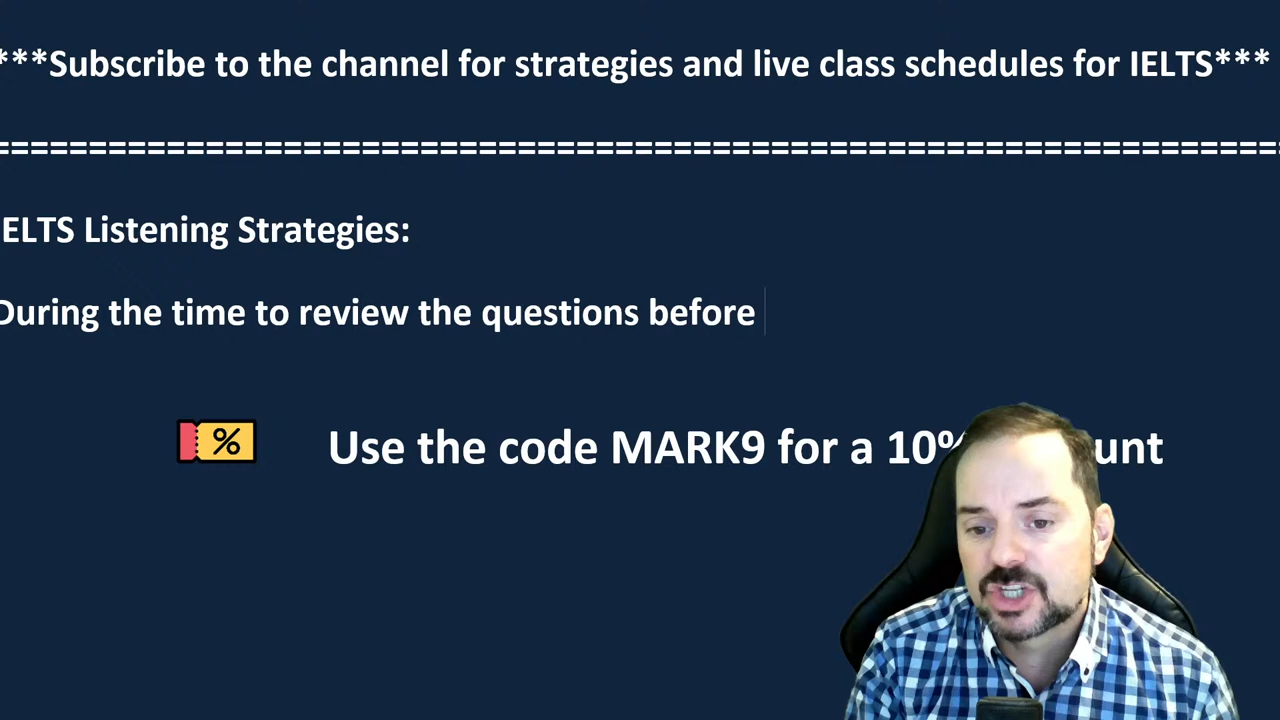 ***Subscribe to the channel for strategies and live class schedules for IELTS***
==================================================================
ELTS Listening Strategies:
During the time to review the questions before
%
Use the code MARK9 for a 10% unt